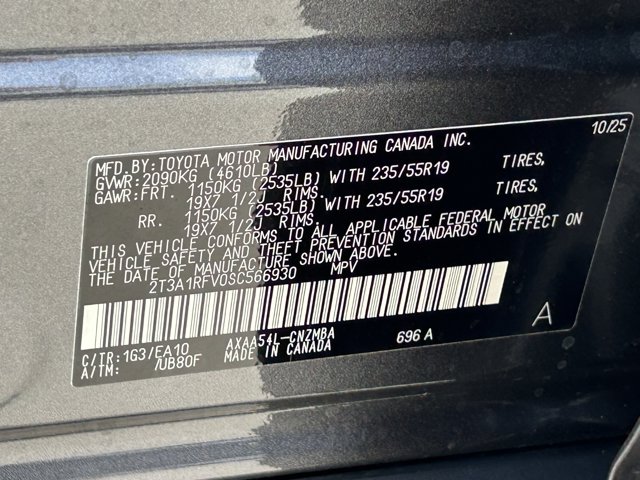 10/25
MFD.BY:TOYOTA MOTOR MANUFACTURING CANADA INC.
GVWR:2090KG (4610LB)
GAWR:FRT. 1150KG (2535LB) WITH 235/55R19 TIRES,
19X7 1/2J RIMS.
RR. 1150KG (2535LB) WITH 235/55R19 TIRES,
19X7 1/2J RIMS.
THIS VEHICLE CONFORMS TO ALL APPLICABLE FEDERAL MOTOR
VEHICLE SAFETY AND THEFT PREVENTION STANDARDS IN EFFECT ON
THE DATE OF MANUFACTURE SHOWN ABOVE.
2T3A1RFV0SC566930 MPV
C/TR:1G3/EA10 AXAA54L-CNZMBA 696A A
A/TM: /UB80F MADE IN CANADA